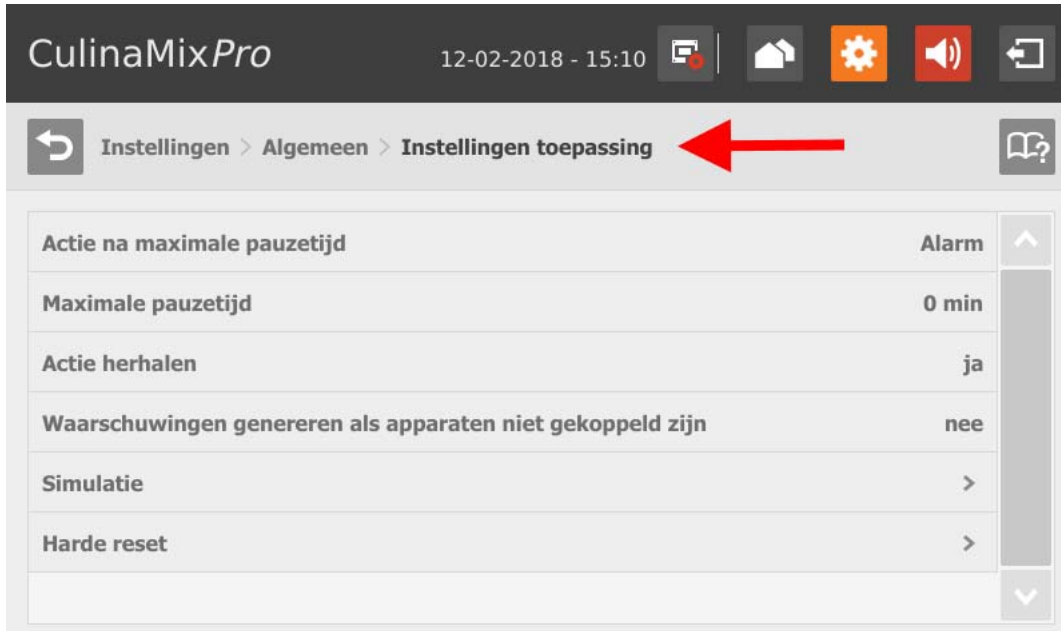 CulinaMixPro 12-02-2018 - 15:10
Instellingen > Algemeen > Instellingen toepassing
Actie na maximale pauzetijd Alarm
Maximale pauzetijd 0 min
Actie herhalen ja
Waarschuwingen genereren als apparaten niet gekoppeld zijn nee
Simulatie >
Harde reset >